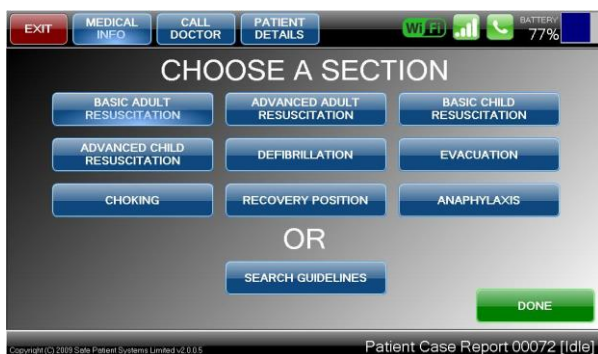 EXIT
MEDICAL
INFO
CALL
DOCTOR
PATIENT
DETAILS
WiFi
BATTERY
77%
CHOOSE A SECTION
BASIC ADULT
RESUSCITATION
ADVANCED ADULT
RESUSCITATION
BASIC CHILD
RESUSCITATION
ADVANCED CHILD
RESUSCITATION
DEFIBRILLATION
EVACUATION
CHOKING
RECOVERY POSITION
ANAPHYLAXIS
OR
SEARCH GUIDELINES
DONE
Copyright (C) 2009 Safe Patient Systems Limited v2.0.0.5
Patient Case Report 00072 [Idle]